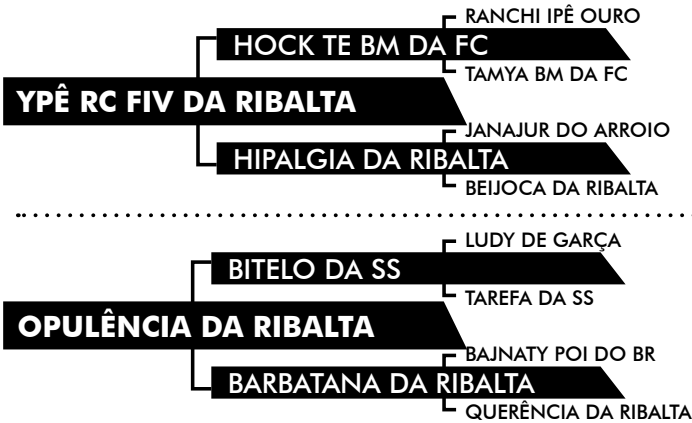 RANCHI IPÊ OURO
HOCK TE BM DA FC
TAMYA BM DA FC
YPÊ RC FIV DA RIBALTA
JANAJUR DO ARROIO
HIPALGIA DA RIBALTA
BEIJOCA DA RIBALTA
LUDY DE GARÇA
BITELO DA SS
TAREFA DA SS
OPULÊNCIA DA RIBALTA
BAJNATY POI DO BR
BARBATANA DA RIBALTA
QUERÊNCIA DA RIBALTA